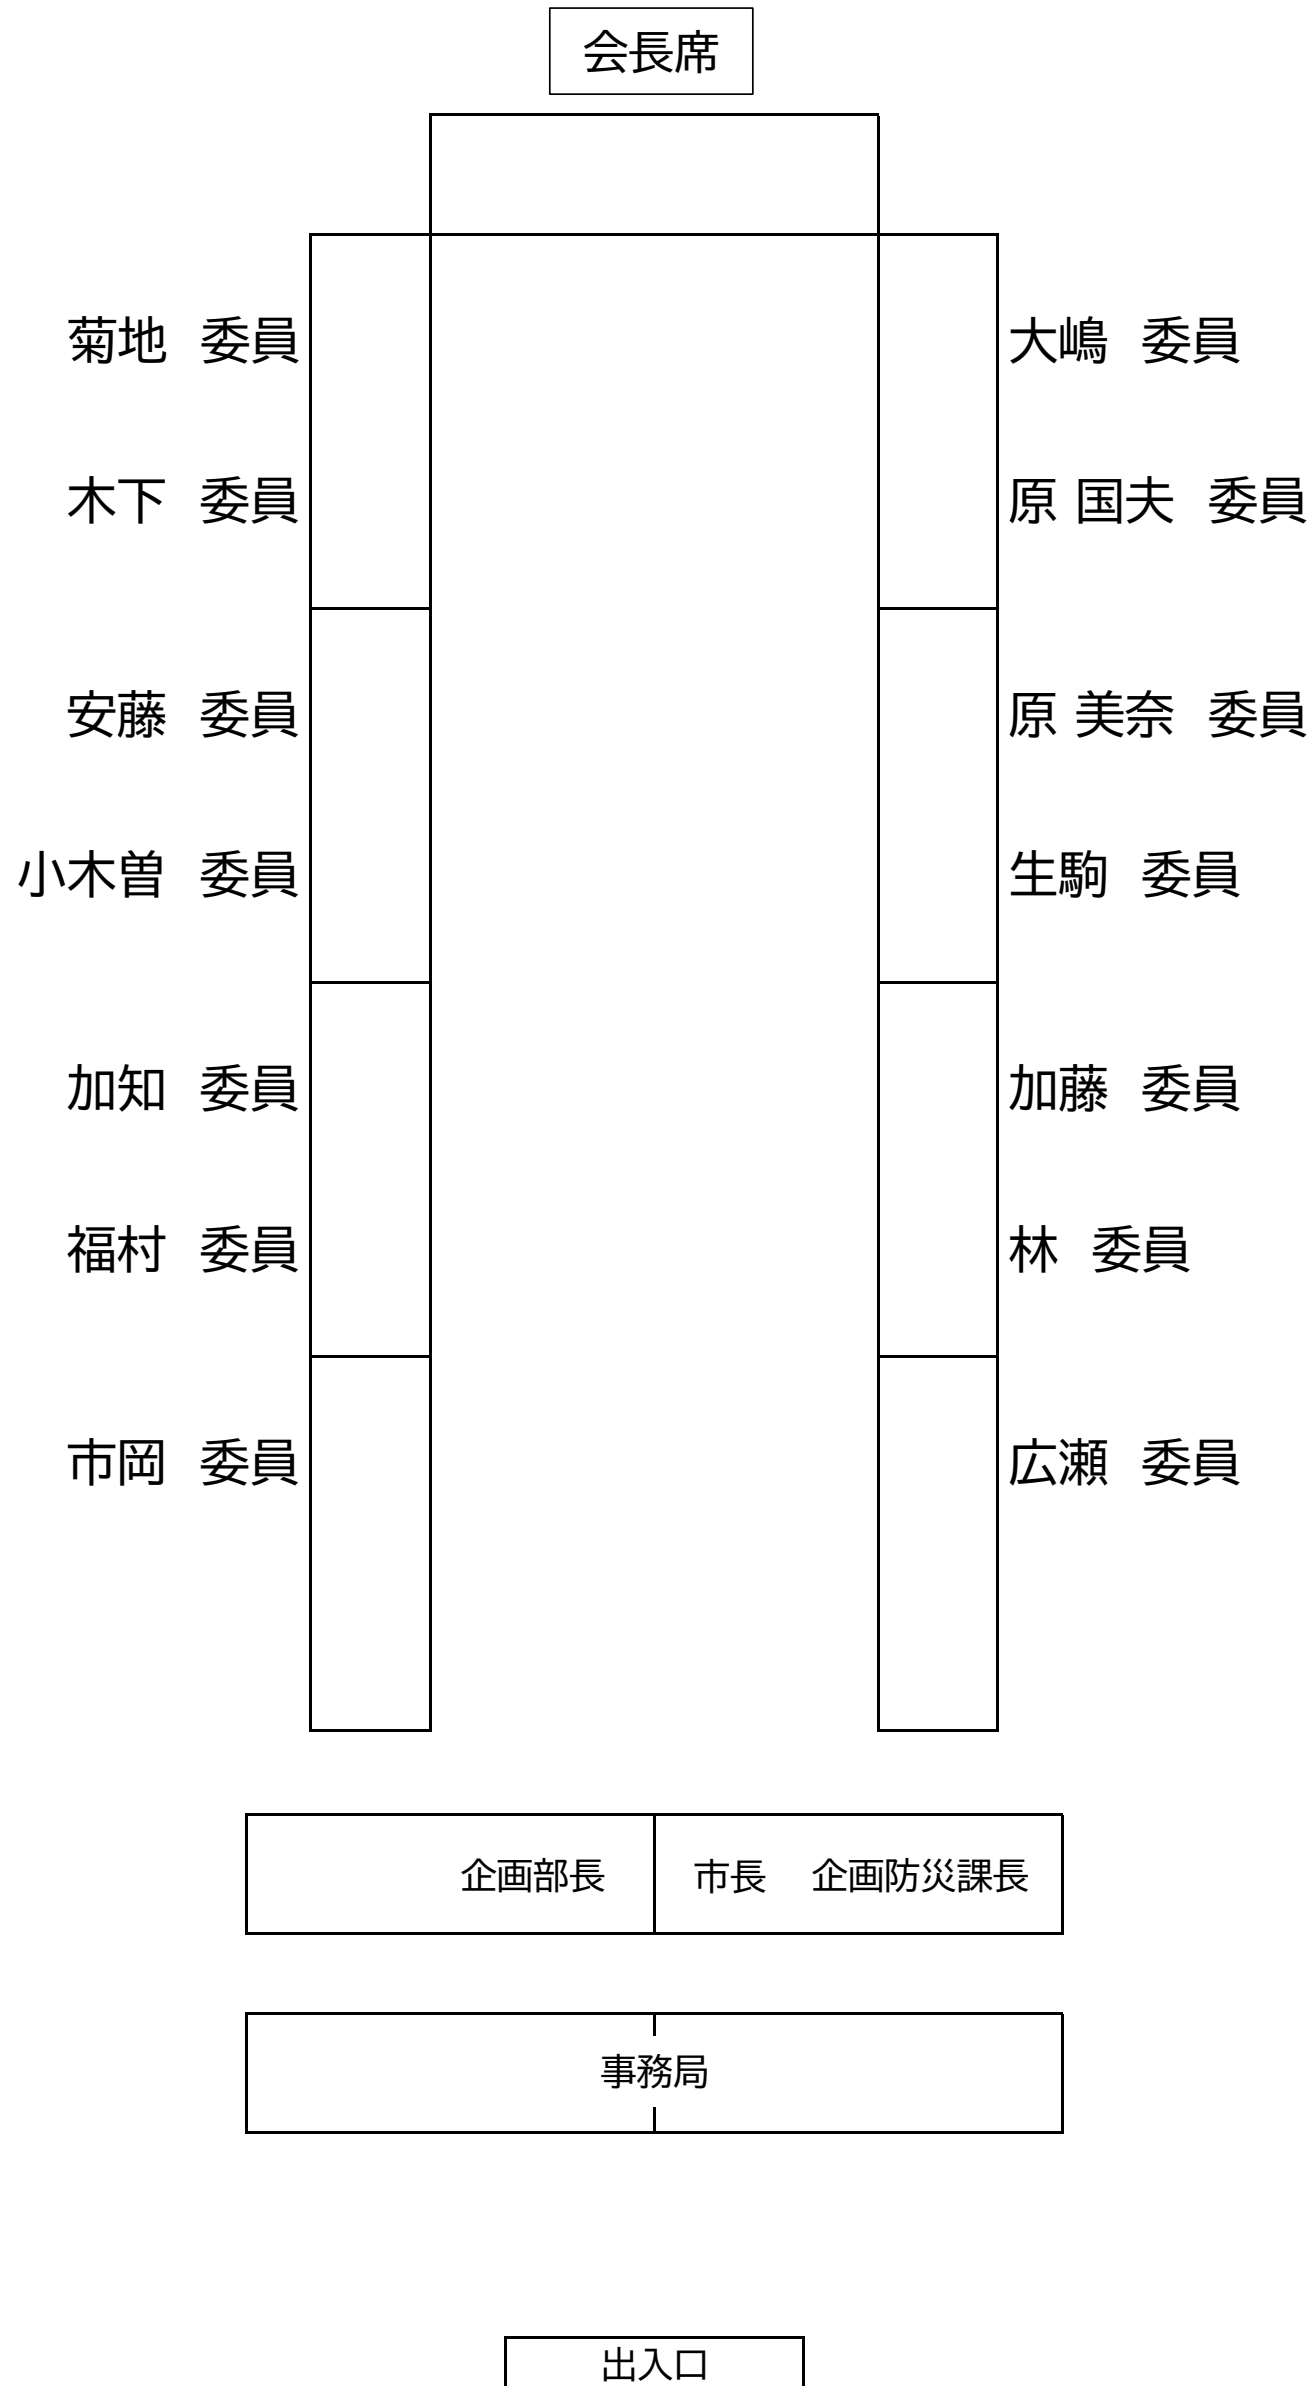 会長席
菊地 委員 大嶋 委員
木下 委員 原 国夫 委員
安藤 委員 原 美奈 委員
小木曽 委員 生駒 委員
加知 委員 加藤 委員
福村 委員 林 委員
市岡 委員 広瀬 委員
企画部長 市長 企画防災課長
事務局
出入口